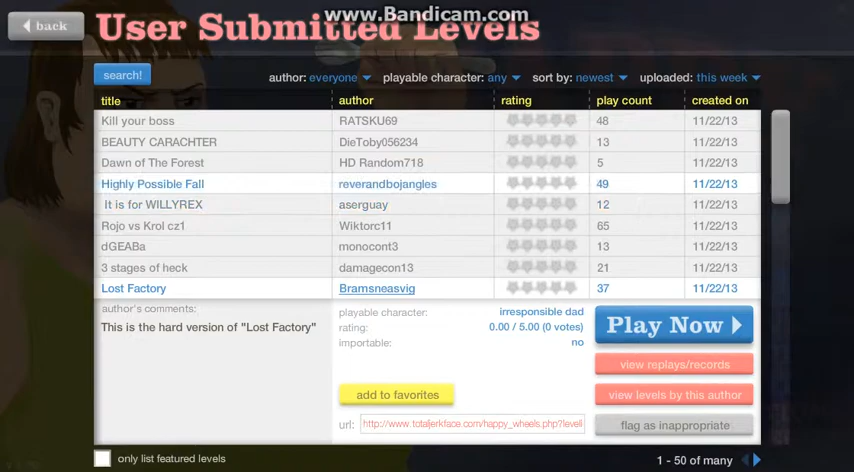 www.Bandicam.com
back
User Submitted Levels
search!
author: everyone playable character: any sort by: newest uploaded: this week
title author rating play count created on
Kill your boss RATSKU69 48 11/22/13
BEAUTY CARACHTER DieToby056234 13 11/22/13
Dawn of The Forest HD Random718 5 11/22/13
Highly Possible Fall reverandbojangles 49 11/22/13
It is for WILLYREX aserguay 12 11/22/13
Rojo vs Krol cz1 Wiktorc11 65 11/22/13
dGEABa monocont3 13 11/22/13
3 stages of heck damagecon13 21 11/22/13
Lost Factory Bramsneasvig 37 11/22/13
author's comments:
This is the hard version of "Lost Factory"
playable character: irresponsible dad
rating: 0.00 / 5.00 (0 votes)
importable: no
add to favorites
url: http://www.totaljerkface.com/happy_wheels.php?leveli
Play Now
view replays/records
view levels by this author
flag as inappropriate
only list featured levels
1 - 50 of many